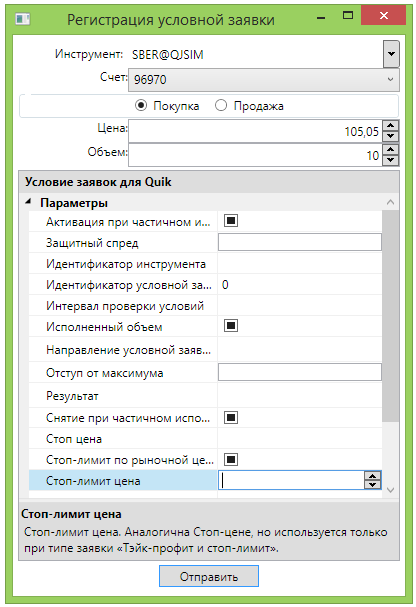 Регистрация условной заявки
Инструмент: SBER@QJSIM
Счет: 96970
Покупка Продажа
Цена: 105,05
Объем: 10
Условие заявок для Quik
Параметры
Активация при частичном и...
Защитный спред
Идентификатор инструмента
Идентификатор условной за... 0
Интервал проверки условий
Исполненный объем
Направление условной заяв...
Отступ от максимума
Результат
Снятие при частичном испо...
Стоп цена
Стоп-лимит по рыночной це...
Стоп-лимит цена
Стоп-лимит цена
Стоп-лимит цена. Аналогична Стоп-цене, но используется только
при типе заявки «Тэйк-профит и стоп-лимит».
Отправить